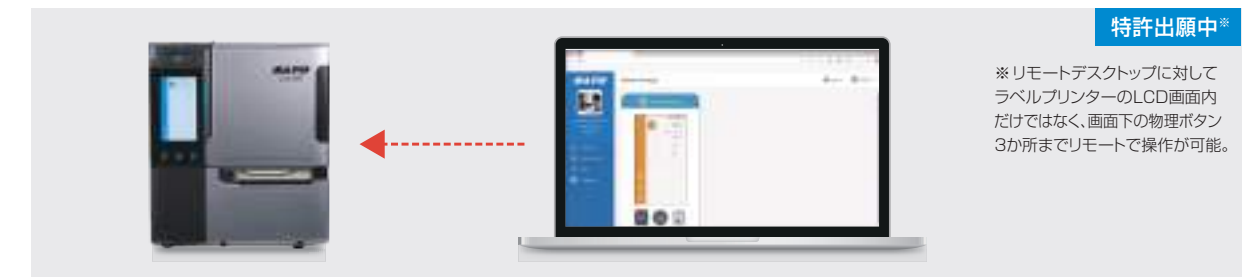 特許出願中※
※リモートデスクトップに対して
ラベルプリンターのLCD画面内
だけではなく、画面下の物理ボタン
3か所までリモートで操作が可能。
SATO
SATO